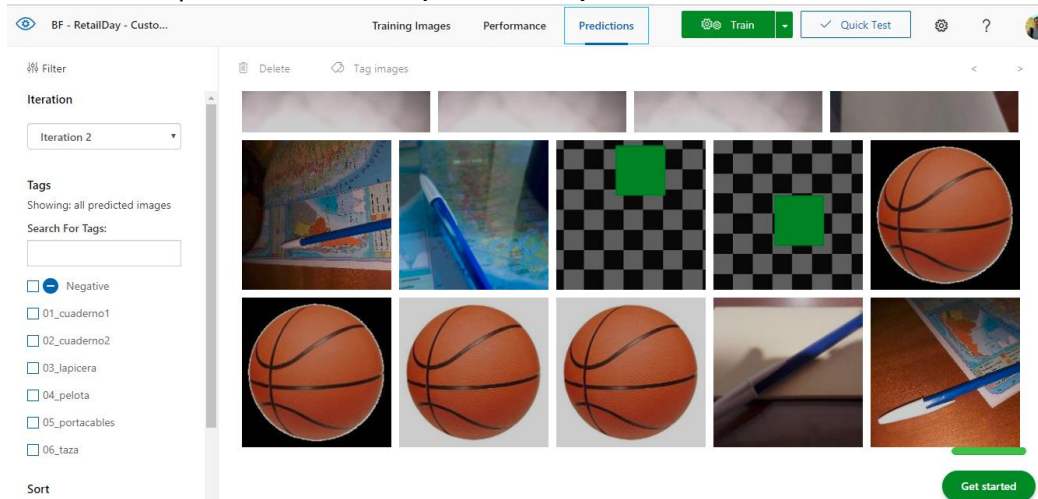 BF - RetailDay - Custo...
Training Images
Performance
Predictions
Train
Quick Test
?
Filter
Delete
Tag images
< >
Iteration
Iteration 2
Tags
Showing: all predicted images
Search For Tags:
Negative
01_cuaderno1
02_cuaderno2
03_lapicera
04_pelota
05_portacables
06_taza
Sort
Get started